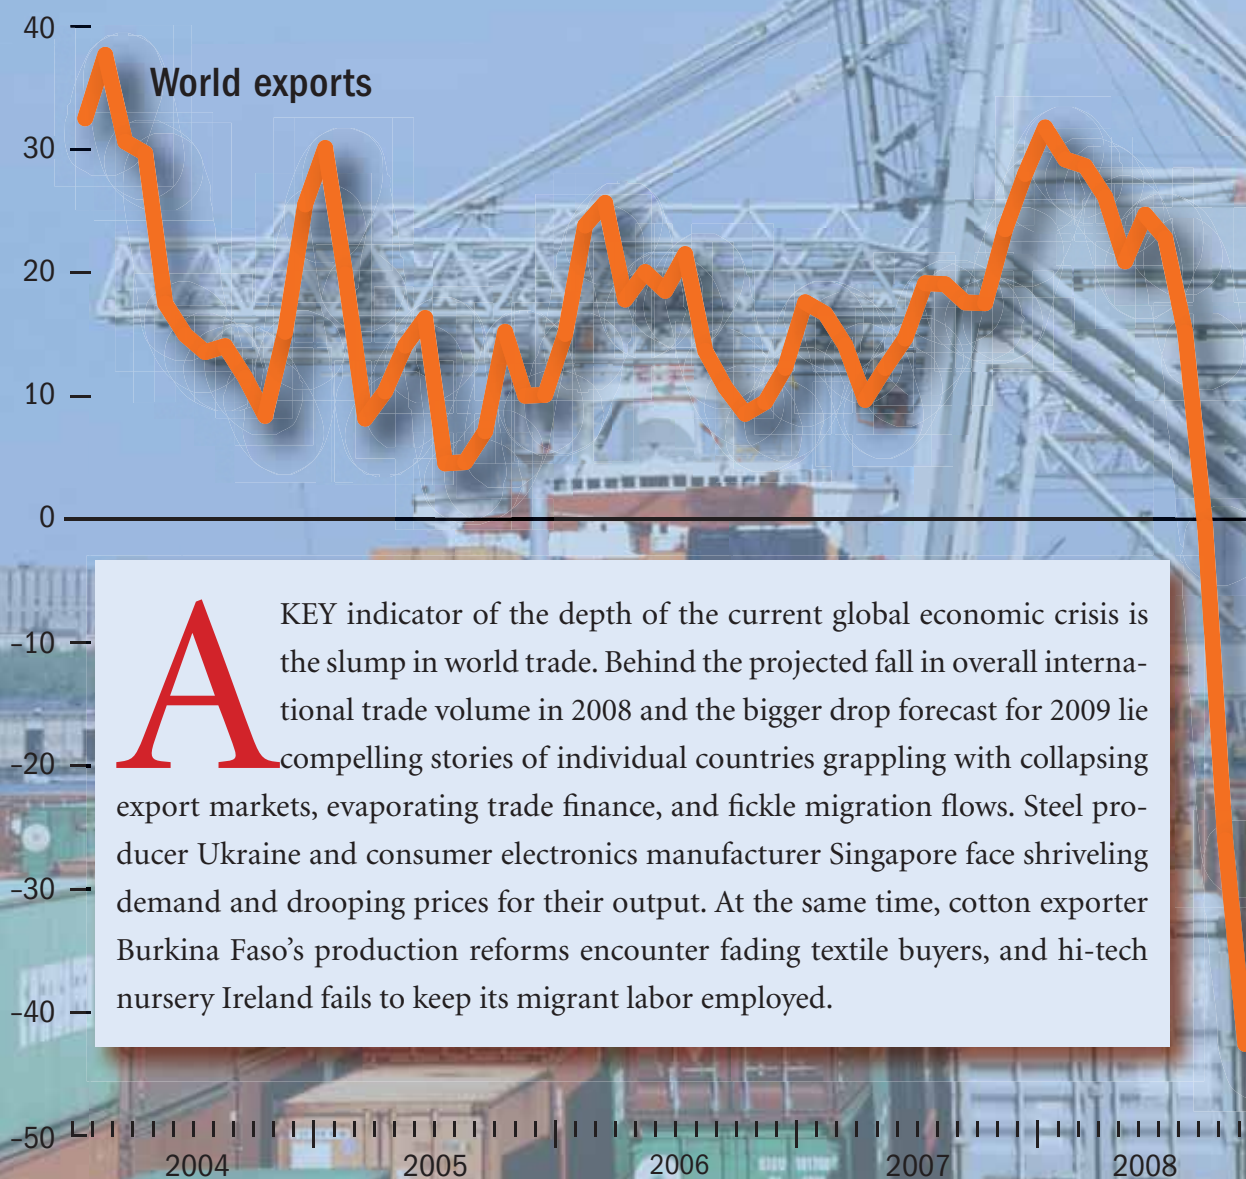 40
World exports
30
20
10
0
–10
–20
–30
–40
–50
A KEY indicator of the depth of the current global economic crisis is
the slump in world trade. Behind the projected fall in overall interna-
tional trade volume in 2008 and the bigger drop forecast for 2009 lie
compelling stories of individual countries grappling with collapsing
export markets, evaporating trade finance, and fickle migration flows. Steel pro-
ducer Ukraine and consumer electronics manufacturer Singapore face shriveling
demand and drooping prices for their output. At the same time, cotton exporter
Burkina Faso’s production reforms encounter fading textile buyers, and hi-tech
nursery Ireland fails to keep its migrant labor employed.
2004 2005 2006 2007 2008